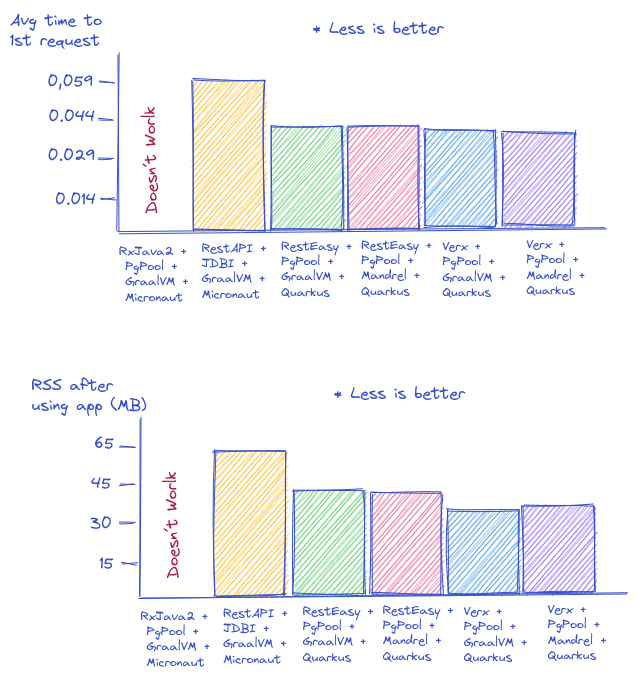 Avg time to
1st request
* Less is better
0,059
0.044
0.029
0.014
Doesn't Worlk
RxJava2 +
PgPool +
GraalVM +
Micronaut
RestAPI +
JDBI +
GraalVM +
Micronaut
RestEasy +
PgPool +
GraalVM +
Quarkus
RestEasy +
PgPool +
Mandrel +
Quarkus
Verx +
PgPool +
GraalVM +
Quarkus
Verx +
PgPool +
Mandrel +
Quarkus
RSS after
using app (MB)
* Less is better
65
45
30
15
Doesn't Worlk
RxJava2 +
PgPool +
GraalVM +
Micronaut
RestAPI +
JDBI +
GraalVM +
Micronaut
RestEasy +
PgPool +
GraalVM +
Quarkus
RestEasy +
PgPool +
Mandrel +
Quarkus
Verx +
PgPool +
GraalVM +
Quarkus
Verx +
PgPool +
Mandrel +
Quarkus